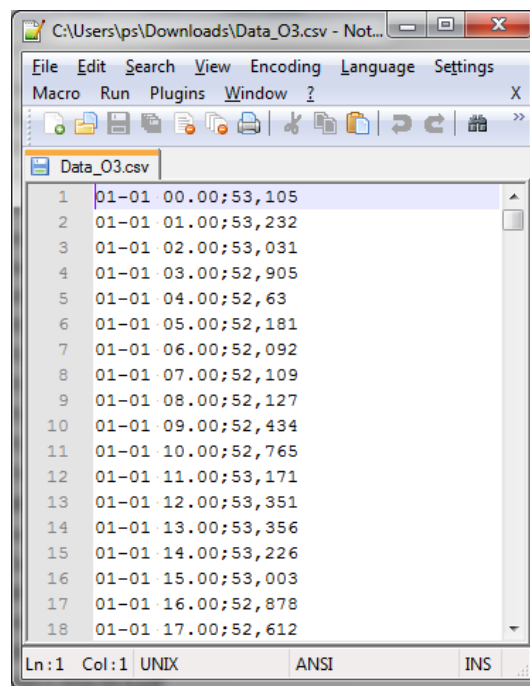 C:\Users\ps\Downloads\Data_O3.csv - Not...
File Edit Search View Encoding Language Settings
Macro Run Plugins Window ? X
Data_O3.csv
1 01-01 00.00;53,105
2 01-01 01.00;53,232
3 01-01 02.00;53,031
4 01-01 03.00;52,905
5 01-01 04.00;52,63
6 01-01 05.00;52,181
7 01-01 06.00;52,092
8 01-01 07.00;52,109
9 01-01 08.00;52,127
10 01-01 09.00;52,434
11 01-01 10.00;52,765
12 01-01 11.00;53,171
13 01-01 12.00;53,351
14 01-01 13.00;53,356
15 01-01 14.00;53,226
16 01-01 15.00;53,003
17 01-01 16.00;52,878
18 01-01 17.00;52,612
Ln:1 Col:1 UNIX ANSI INS